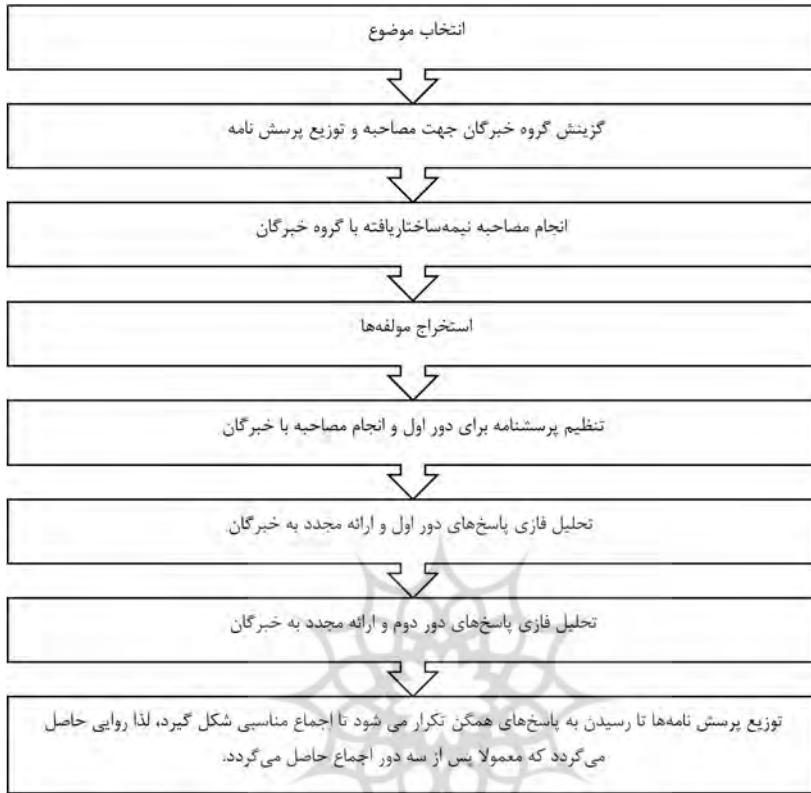 انتخاب موضوع
گزینش گروه خبرگان جهت مصاحبه و توزیع پرسش نامه
انجام مصاحبه نیمه‌ساختاریافته با گروه خبرگان
استخراج مولفه‌ها
تنظیم پرسشنامه برای دور اول و انجام مصاحبه با خبرگان
تحلیل فازی پاسخ‌های دور اول و ارائه مجدد به خبرگان
تحلیل فازی پاسخ‌های دور دوم و ارائه مجدد به خبرگان
توزیع پرسش نامه‌ها تا رسیدن به پاسخ‌های همگن تکرار می شود تا اجماع مناسبی شکل گیرد، لذا روایی حاصل
می‌گردد که معمولا پس از سه دور اجماع حاصل می‌گردد.